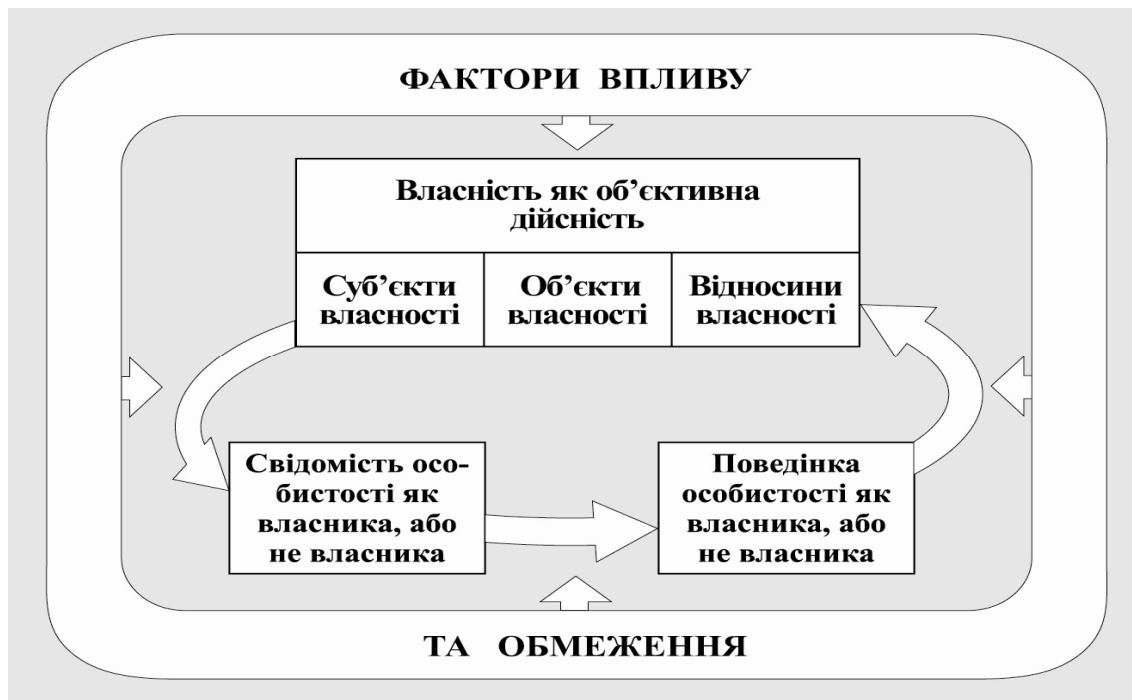 ФАКТОРИ ВПЛИВУ
Власність як об’єктивна
дійсність
Суб’єкти
власності
Об’єкти
власності
Відносини
власності
Свідомість осо-
бистості як
власника, або
не власника
Поведінка
особистості як
власника, або
не власника
ТА ОБМЕЖЕННЯ